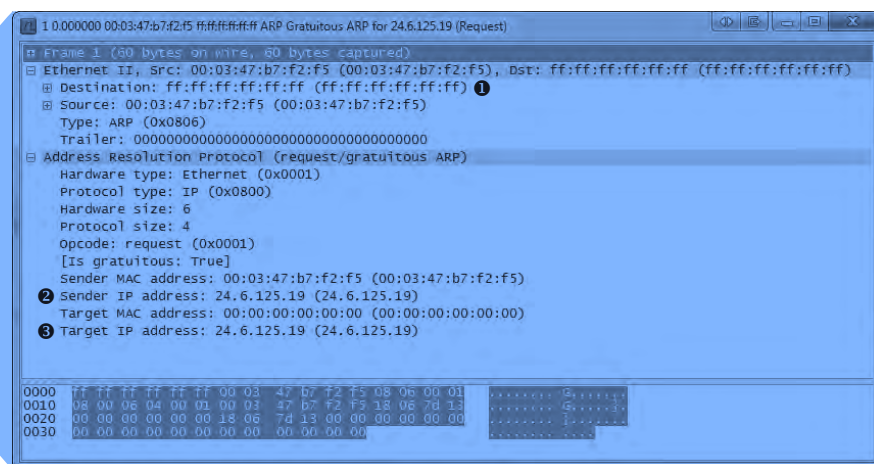 1 0.000000 00:03:47:b7:f2:f5 ff:ff:ff:ff:ff:ff ARP Gratuitous ARP for 24.6.125.19 (Request)
Frame 1 (60 bytes on wire, 60 bytes captured)
Ethernet II, Src: 00:03:47:b7:f2:f5 (00:03:47:b7:f2:f5), Dst: ff:ff:ff:ff:ff:ff (ff:ff:ff:ff:ff:ff)
Destination: ff:ff:ff:ff:ff:ff (ff:ff:ff:ff:ff:ff) ❶
Source: 00:03:47:b7:f2:f5 (00:03:47:b7:f2:f5)
Type: ARP (0x0806)
Trailer: 000000000000000000000000000000000000
Address Resolution Protocol (request/gratuitous ARP)
Hardware type: Ethernet (0x0001)
Protocol type: IP (0x0800)
Hardware size: 6
Protocol size: 4
Opcode: request (0x0001)
[Is gratuitous: True]
Sender MAC address: 00:03:47:b7:f2:f5 (00:03:47:b7:f2:f5)
❷ Sender IP address: 24.6.125.19 (24.6.125.19)
Target MAC address: 00:00:00:00:00:00 (00:00:00:00:00:00)
❸ Target IP address: 24.6.125.19 (24.6.125.19)
0000 ff ff ff ff ff ff 00 03 47 b7 f2 f5 08 06 00 01 ........ G.......
0010 08 00 06 04 00 01 00 03 47 b7 f2 f5 18 06 7d 13 ........ G.....}.
0020 00 00 00 00 00 00 18 06 7d 13 00 00 00 00 00 00 ........ }.......
0030 00 00 00 00 00 00 00 00 00 00 00 00 ........ ....